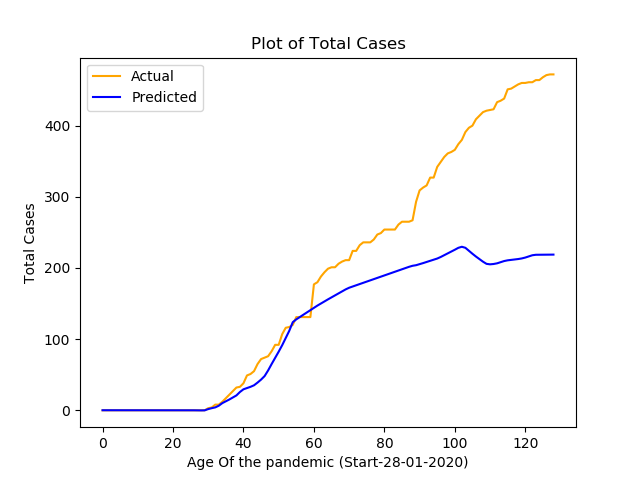 Plot of Total Cases
Actual
Predicted
Total Cases
400
300
200
100
0
0 20 40 60 80 100 120
Age Of the pandemic (Start-28-01-2020)